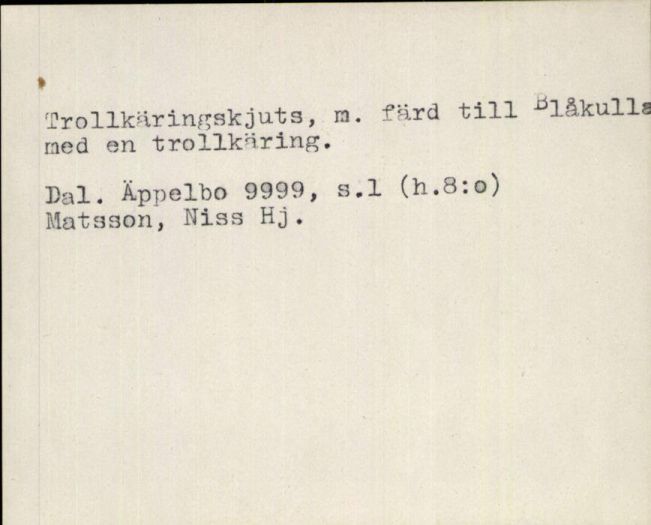 Trollkäringskjuts, m. färd till Blåkulla
med en trollkäring.
Dal. Äppelbo 9999, s.1 (h.8:o)
Matsson, Niss Hj.